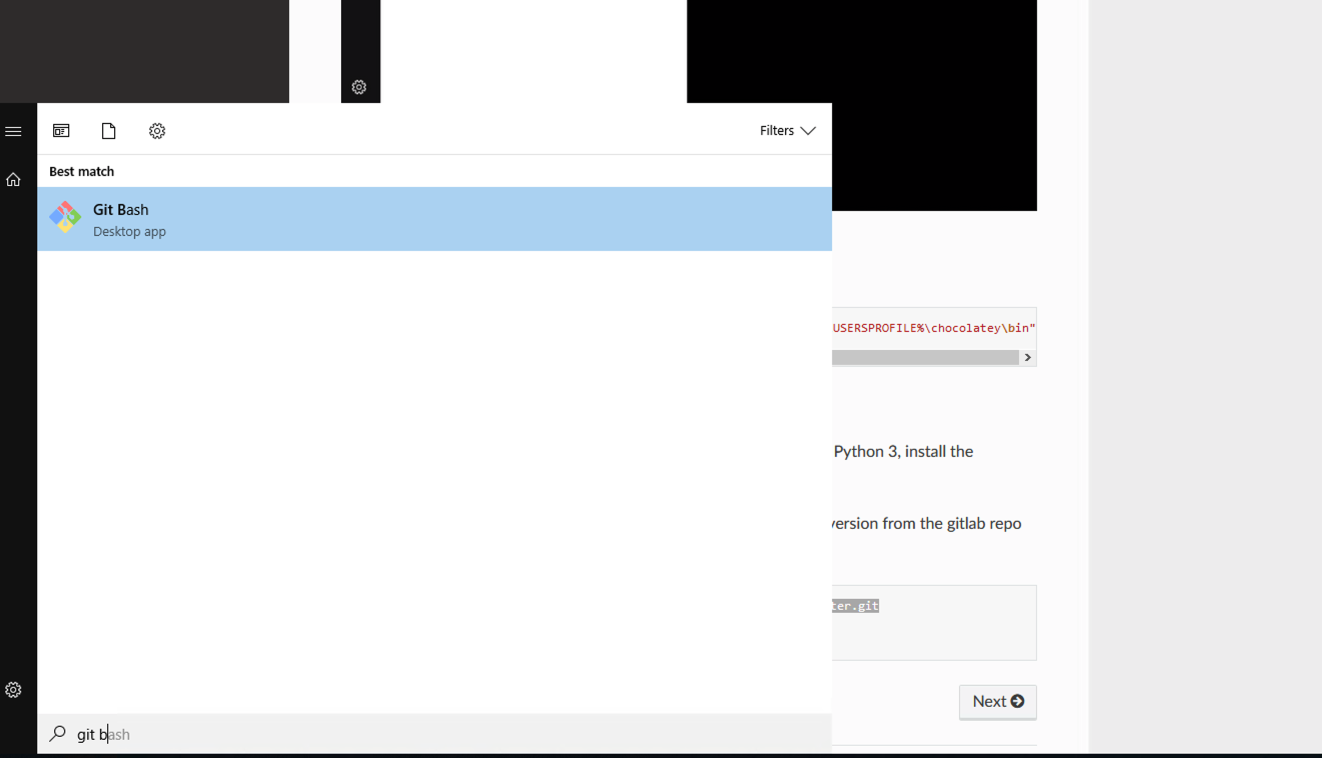 Filters
Best match
Git Bash
Desktop app
USERSPROFILE%\chocolatey\bin"
Python 3, install the
version from the gitlab repo
ter.git
Next
git bash